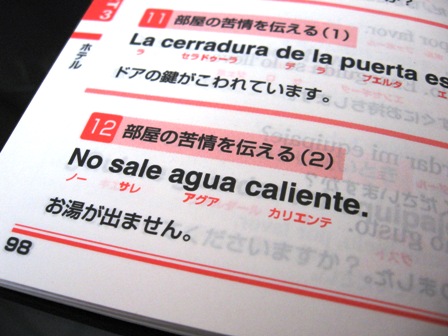 3
ホテル
11 部屋の苦情を伝える(1)
La cerradura de la puerta es
ラ セラドゥーラ デ ラ プエルタ エ
ドアの鍵がこわれています。
12 部屋の苦情を伝える(2)
No sale agua caliente.
ノー サレ アグア カリエンテ
お湯が出ません。
98